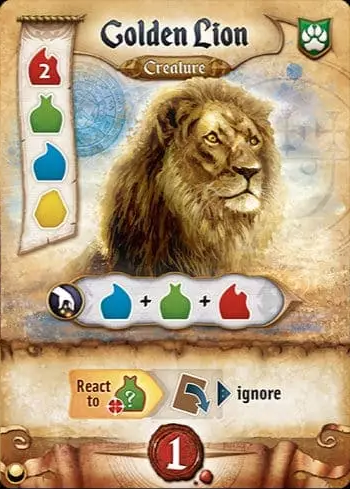 Golden Lion
Creature
2
+ +
React
to ?
ignore
1